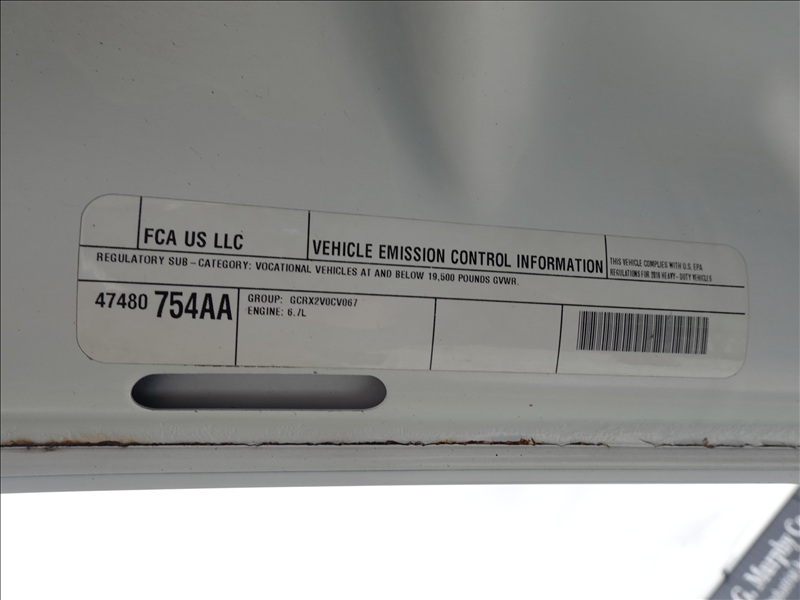 FCA US LLC
VEHICLE EMISSION CONTROL INFORMATION
THIS VEHICLE COMPLIES WITH U.S. EPA
REGULATIONS FOR 2016 HEAVY-DUTY VEHICLES
REGULATORY SUB-CATEGORY: VOCATIONAL VEHICLES AT AND BELOW 19,500 POUNDS GVWR.
47480 754AA
GROUP: GCRX2V0CV067
ENGINE: 6.7L
G. Murphy